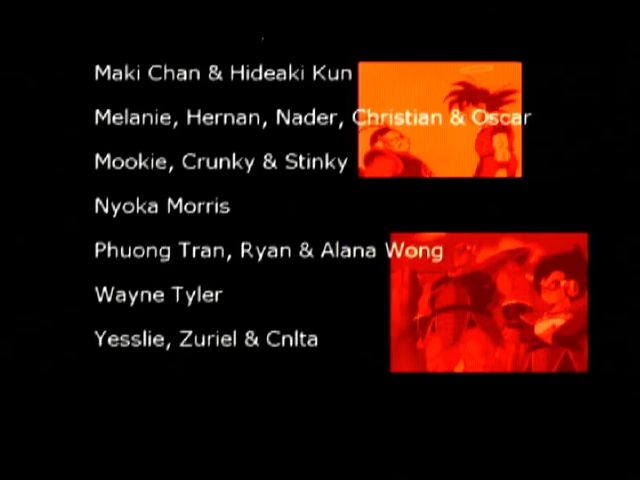 Maki Chan & Hideaki Kun
Melanie, Hernan, Nader, Christian & Oscar
Mookie, Crunky & Stinky
Nyoka Morris
Phuong Tran, Ryan & Alana Wong
Wayne Tyler
Yesslie, Zuriel & Cnlta